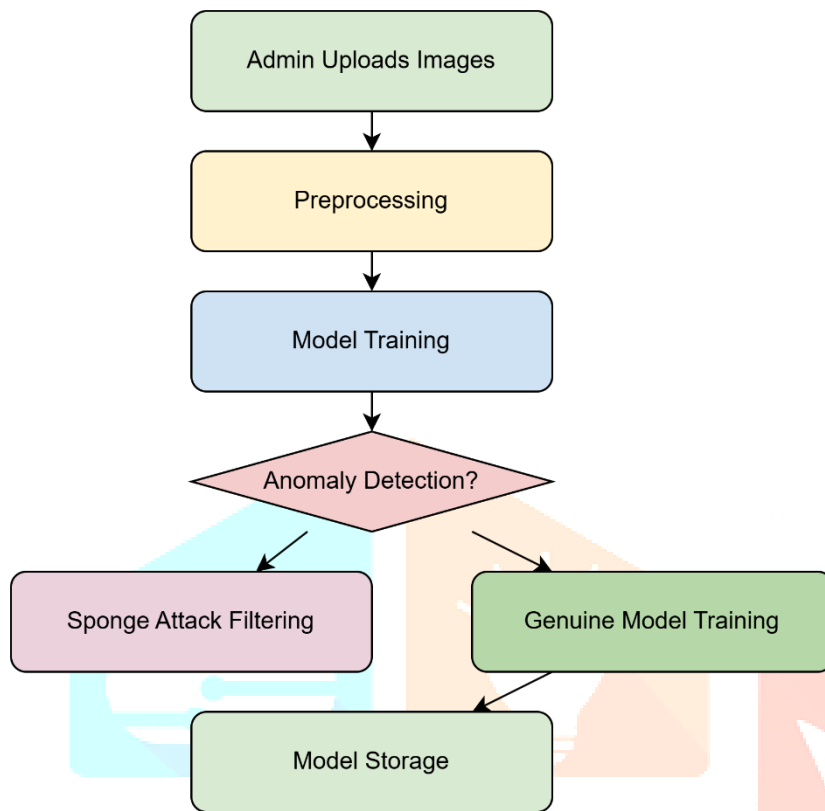 Admin Uploads Images
Preprocessing
Model Training
Anomaly Detection?
Sponge Attack Filtering
Genuine Model Training
Model Storage